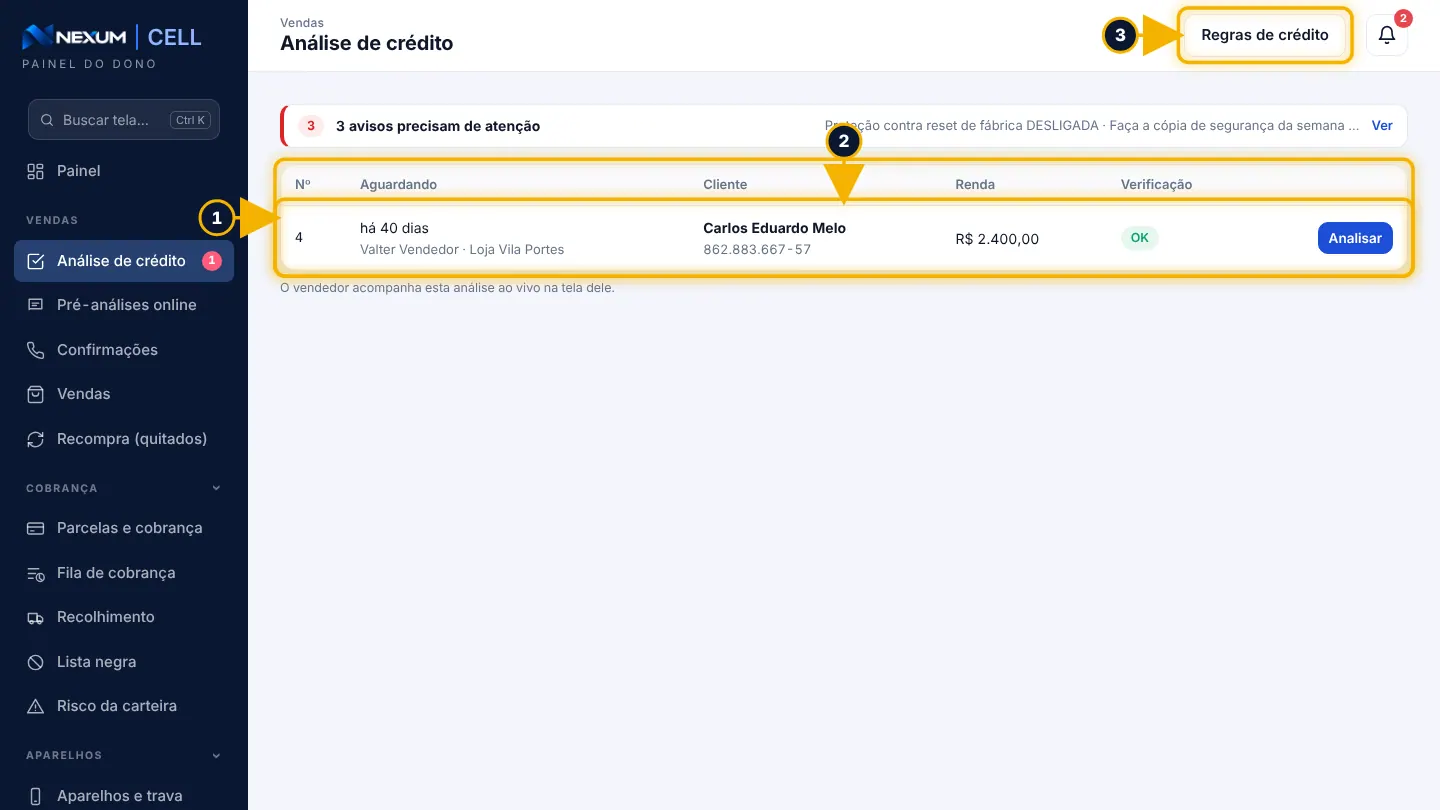 NEXUM | CELL
PAINEL DO DONO
Buscar tela... Ctrl K
Painel
VENDAS
Análise de crédito 1
Pré-análises online
Confirmações
Vendas
Recompra (quitados)
COBRANÇA
Parcelas e cobrança
Fila de cobrança
Recolhimento
Lista negra
Risco da carteira
APARELHOS
Aparelhos e trava
Vendas
Análise de crédito
3
Regras de crédito
2
3 3 avisos precisam de atenção
Proteção contra reset de fábrica DESLIGADA · Faça a cópia de segurança da semana ... Ver
2
1
Nº Aguardando Cliente Renda Verificação
4 há 40 dias Carlos Eduardo Melo R$ 2.400,00 OK Analisar
Valter Vendedor · Loja Vila Portes 862.883.667-57
O vendedor acompanha esta análise ao vivo na tela dele.